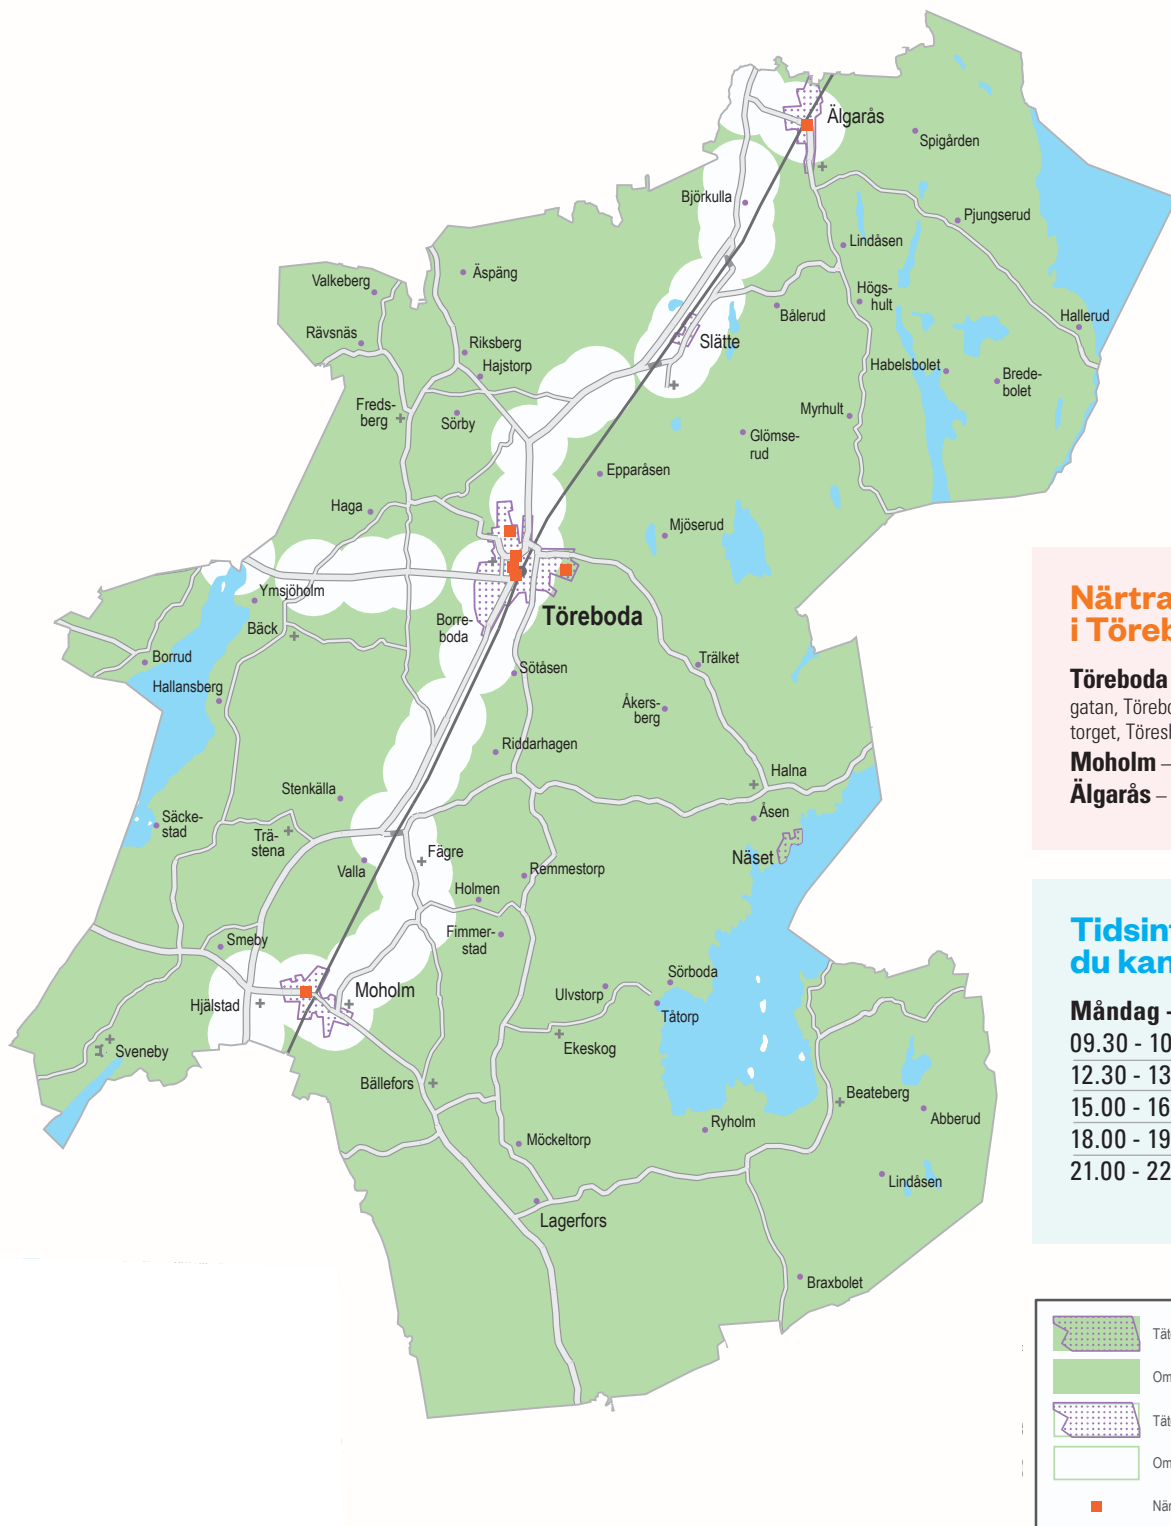 Älgarås
Spigården
Björkulla
Pjungserud
Lindåsen
Äspäng
Valkeberg
Högs-
hult
Bålerud
Hallerud
Rävsnäs
Riksberg
Slätte
Hajstorp
Habelsbolet
Brede-
bolet
Freds-
berg
Sörby
Myrhult
Glömse-
rud
Epparåsen
Haga
Mjöserud
Ymsjöholm
Töreboda
Borre-
boda
Bäck
Borrud
Sötåsen
Trälket
Hallansberg
Åkers-
berg
Riddarhagen
Halna
Stenkälla
Åsen
Säcke-
stad
Trä-
stena
Fägre
Näset
Valla
Remmestorp
Holmen
Smeby
Fimmer-
stad
Sörboda
Moholm
Ulvstorp
Hjälstad
Tåtorp
Sveneby
Ekeskog
Bällefors
Beateberg
Abberud
Ryholm
Möckeltorp
Lindåsen
Lagerfors
Braxbolet
Närtra
i Töreb
Töreboda
gatan, Törebo
torget, Töresh
Moholm –
Älgarås –
Tidsinf
du kan
Måndag -
09.30 - 10
12.30 - 13
15.00 - 16
18.00 - 19
21.00 - 22
Tät
Om
Tät
Om
När